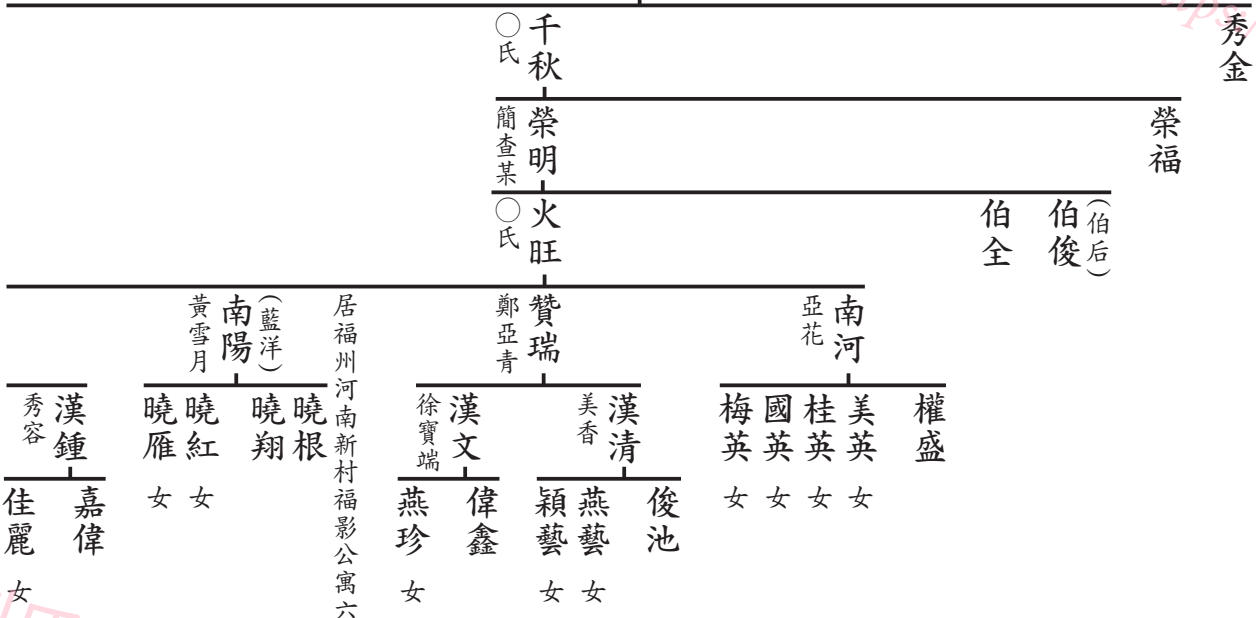 秀金
千秋
○氏
榮福
榮明
簡查某
(伯后)
伯俊
伯全
火旺
○氏
南河
亞花
贊瑞
鄭亞青
居福州河南新村福影公寓六
(藍洋)
南陽
黃雪月
權盛
美英 女
桂英 女
國英 女
梅英 女
漢清
美香
漢文
徐寶端
曉根
曉翔
曉紅 女
曉雁 女
漢鍾
秀容
俊池
燕藝 女
穎藝 女
偉鑫
燕珍 女
嘉偉
佳麗 女